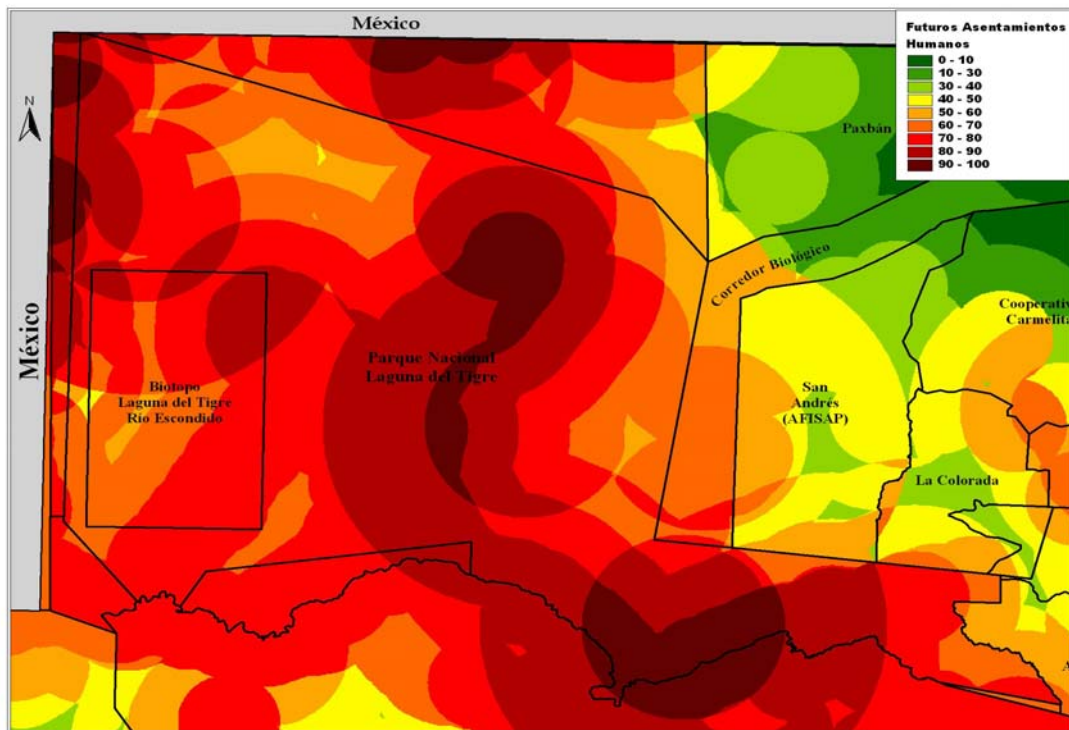 México
Futuros Asentamientos
Humanos
0 - 10
10 - 30
30 - 40
40 - 50
50 - 60
60 - 70
70 - 80
80 - 90
90 - 100
N
Paxbán
Corredor Biológico
México
Cooperativ
Carmelita
Parque Nacional
Laguna del Tigre
Biotopo
Laguna del Tigre
Río Escondido
San
Andrés
(AFISAP)
La Colorada
A